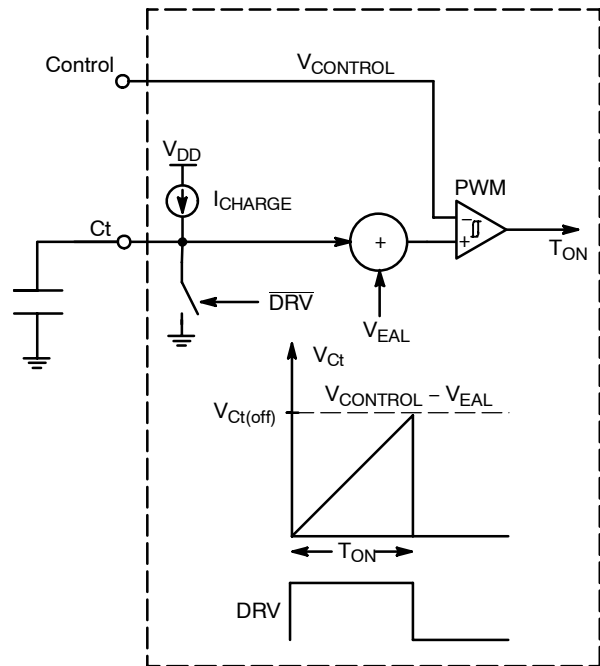 Control
VCONTROL
VDD
ICHARGE
PWM
Ct
−
+
+
TON
DRV
VEAL
VCt
VCONTROL − VEAL
VCt(off)
TON
DRV